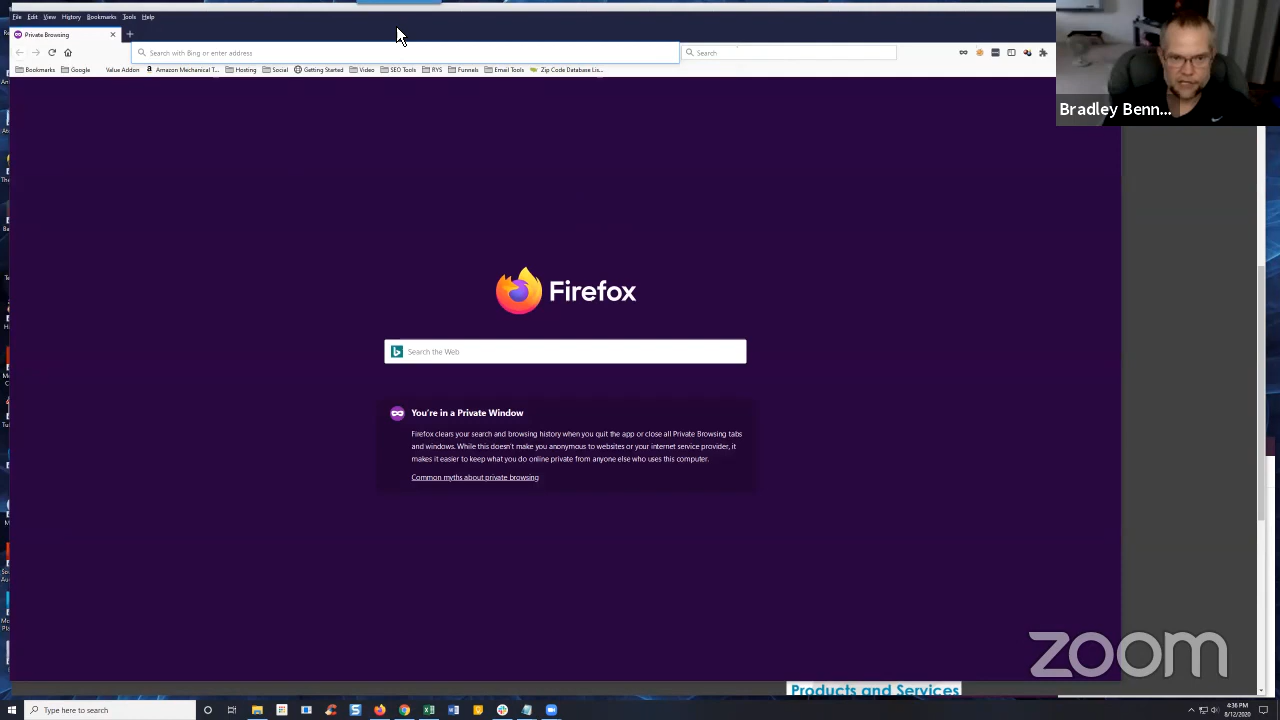 File Edit View History Bookmarks Tools Help
Private Browsing
Search with Bing or enter address
Search
Bookmarks Google Value Addon Amazon Mechanical T... Hosting Social Getting Started Video SEO Tools RYS Funnels Email Tools Zip Code Database Lis...
Bradley Benn...
Firefox
Search the Web
You're in a Private Window
Firefox clears your search and browsing history when you quit the app or close all Private Browsing tabs
and windows. While this doesn't make you anonymous to websites or your internet service provider, it
makes it easier to keep what you do online private from anyone else who uses this computer.
Common myths about private browsing
zoom
Products and Services
Type here to search
4:36 PM
8/12/2020